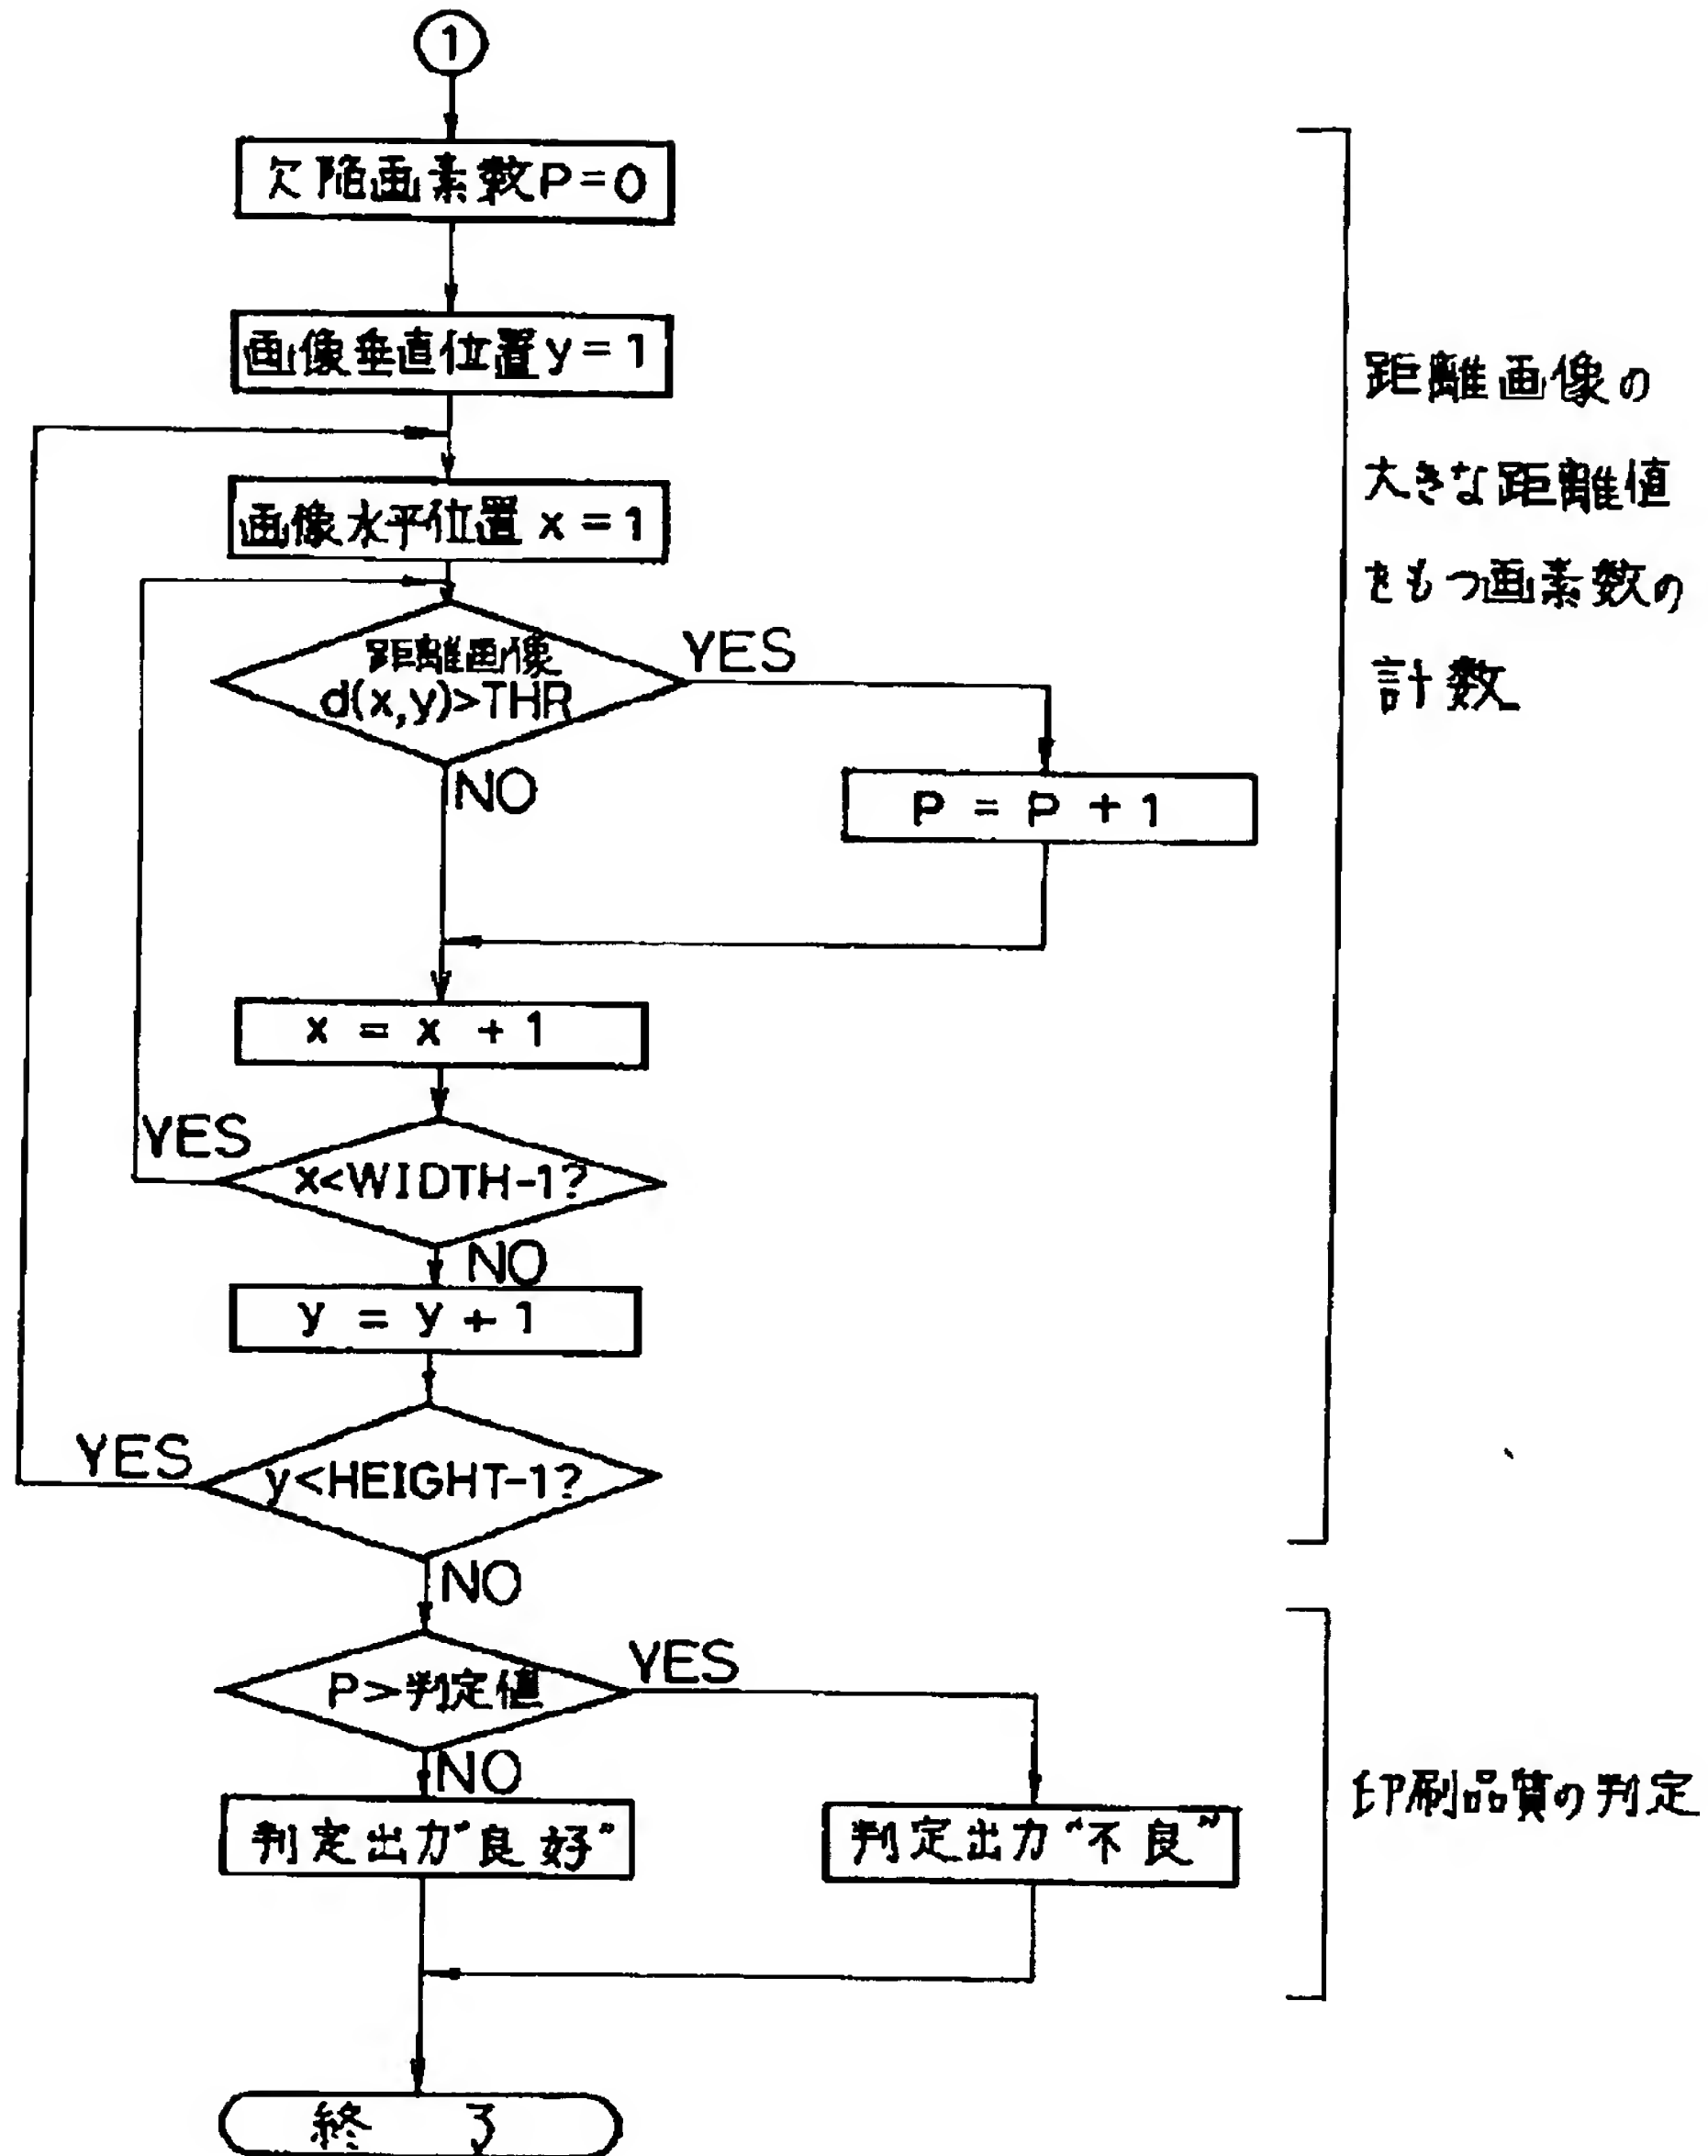 1
欠陥画素数P=0
画像垂直位置y=1
画像水平位置x=1
距離画像
d(x,y)>THR
YES
NO
P = P + 1
x = x + 1
YES
x<WIDTH-1?
NO
y = y + 1
YES
y<HEIGHT-1?
NO
P>判定値
YES
NO
判定出力"良好"
判定出力"不良"
終了
距離画像の
大きな距離値
をもつ画素数の
計数
印刷品質の判定